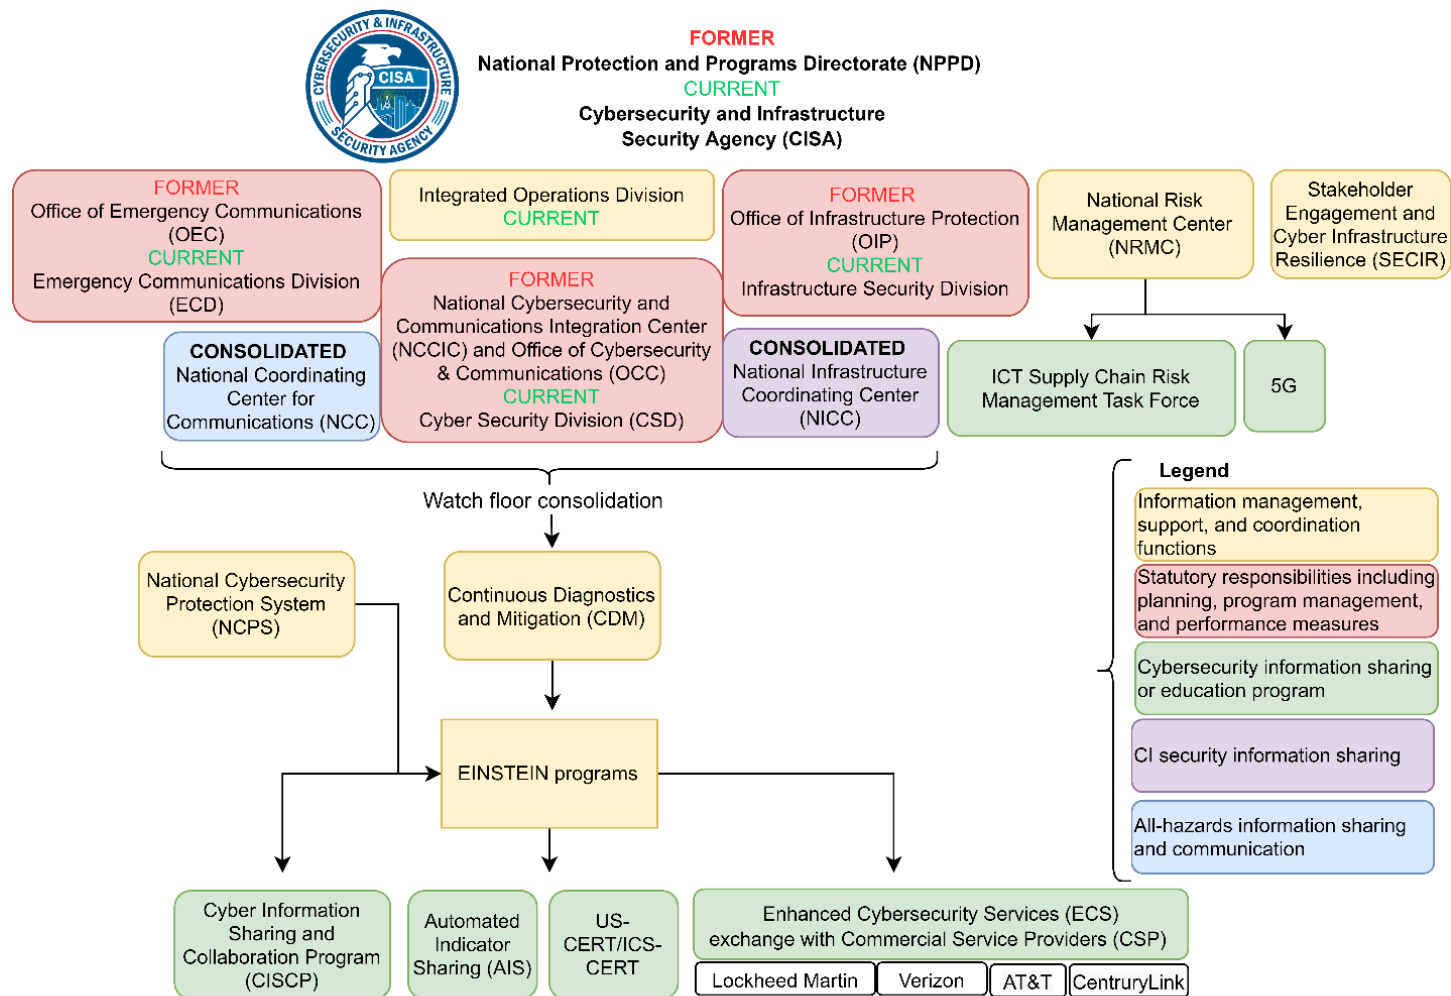 CYBERSECURITY & INFRASTRUCTURE
SECURITY AGENCY
CISA
FORMER
National Protection and Programs Directorate (NPPD)
CURRENT
Cybersecurity and Infrastructure
Security Agency (CISA)
FORMER
Office of Emergency Communications
(OEC)
CURRENT
Emergency Communications Division
(ECD)
Integrated Operations Division
CURRENT
FORMER
Office of Infrastructure Protection
(OIP)
CURRENT
Infrastructure Security Division
National Risk
Management Center
(NRMC)
Stakeholder
Engagement and
Cyber Infrastructure
Resilience (SECIR)
FORMER
National Cybersecurity and
Communications Integration Center
(NCCIC) and Office of Cybersecurity
& Communications (OCC)
CURRENT
Cyber Security Division (CSD)
CONSOLIDATED
National Coordinating
Center for
Communications (NCC)
CONSOLIDATED
National Infrastructure
Coordinating Center
(NICC)
ICT Supply Chain Risk
Management Task Force
5G
Watch floor consolidation
National Cybersecurity
Protection System
(NCPS)
Continuous Diagnostics
and Mitigation (CDM)
EINSTEIN programs
Cyber Information
Sharing and
Collaboration Program
(CISCP)
Automated
Indicator
Sharing (AIS)
US-
CERT/ICS-
CERT
Enhanced Cybersecurity Services (ECS)
exchange with Commercial Service Providers (CSP)
Lockheed Martin
Verizon
AT&T
CentruryLink
Legend
Information management,
support, and coordination
functions
Statutory responsibilities including
planning, program management,
and performance measures
Cybersecurity information sharing
or education program
CI security information sharing
All-hazards information sharing
and communication